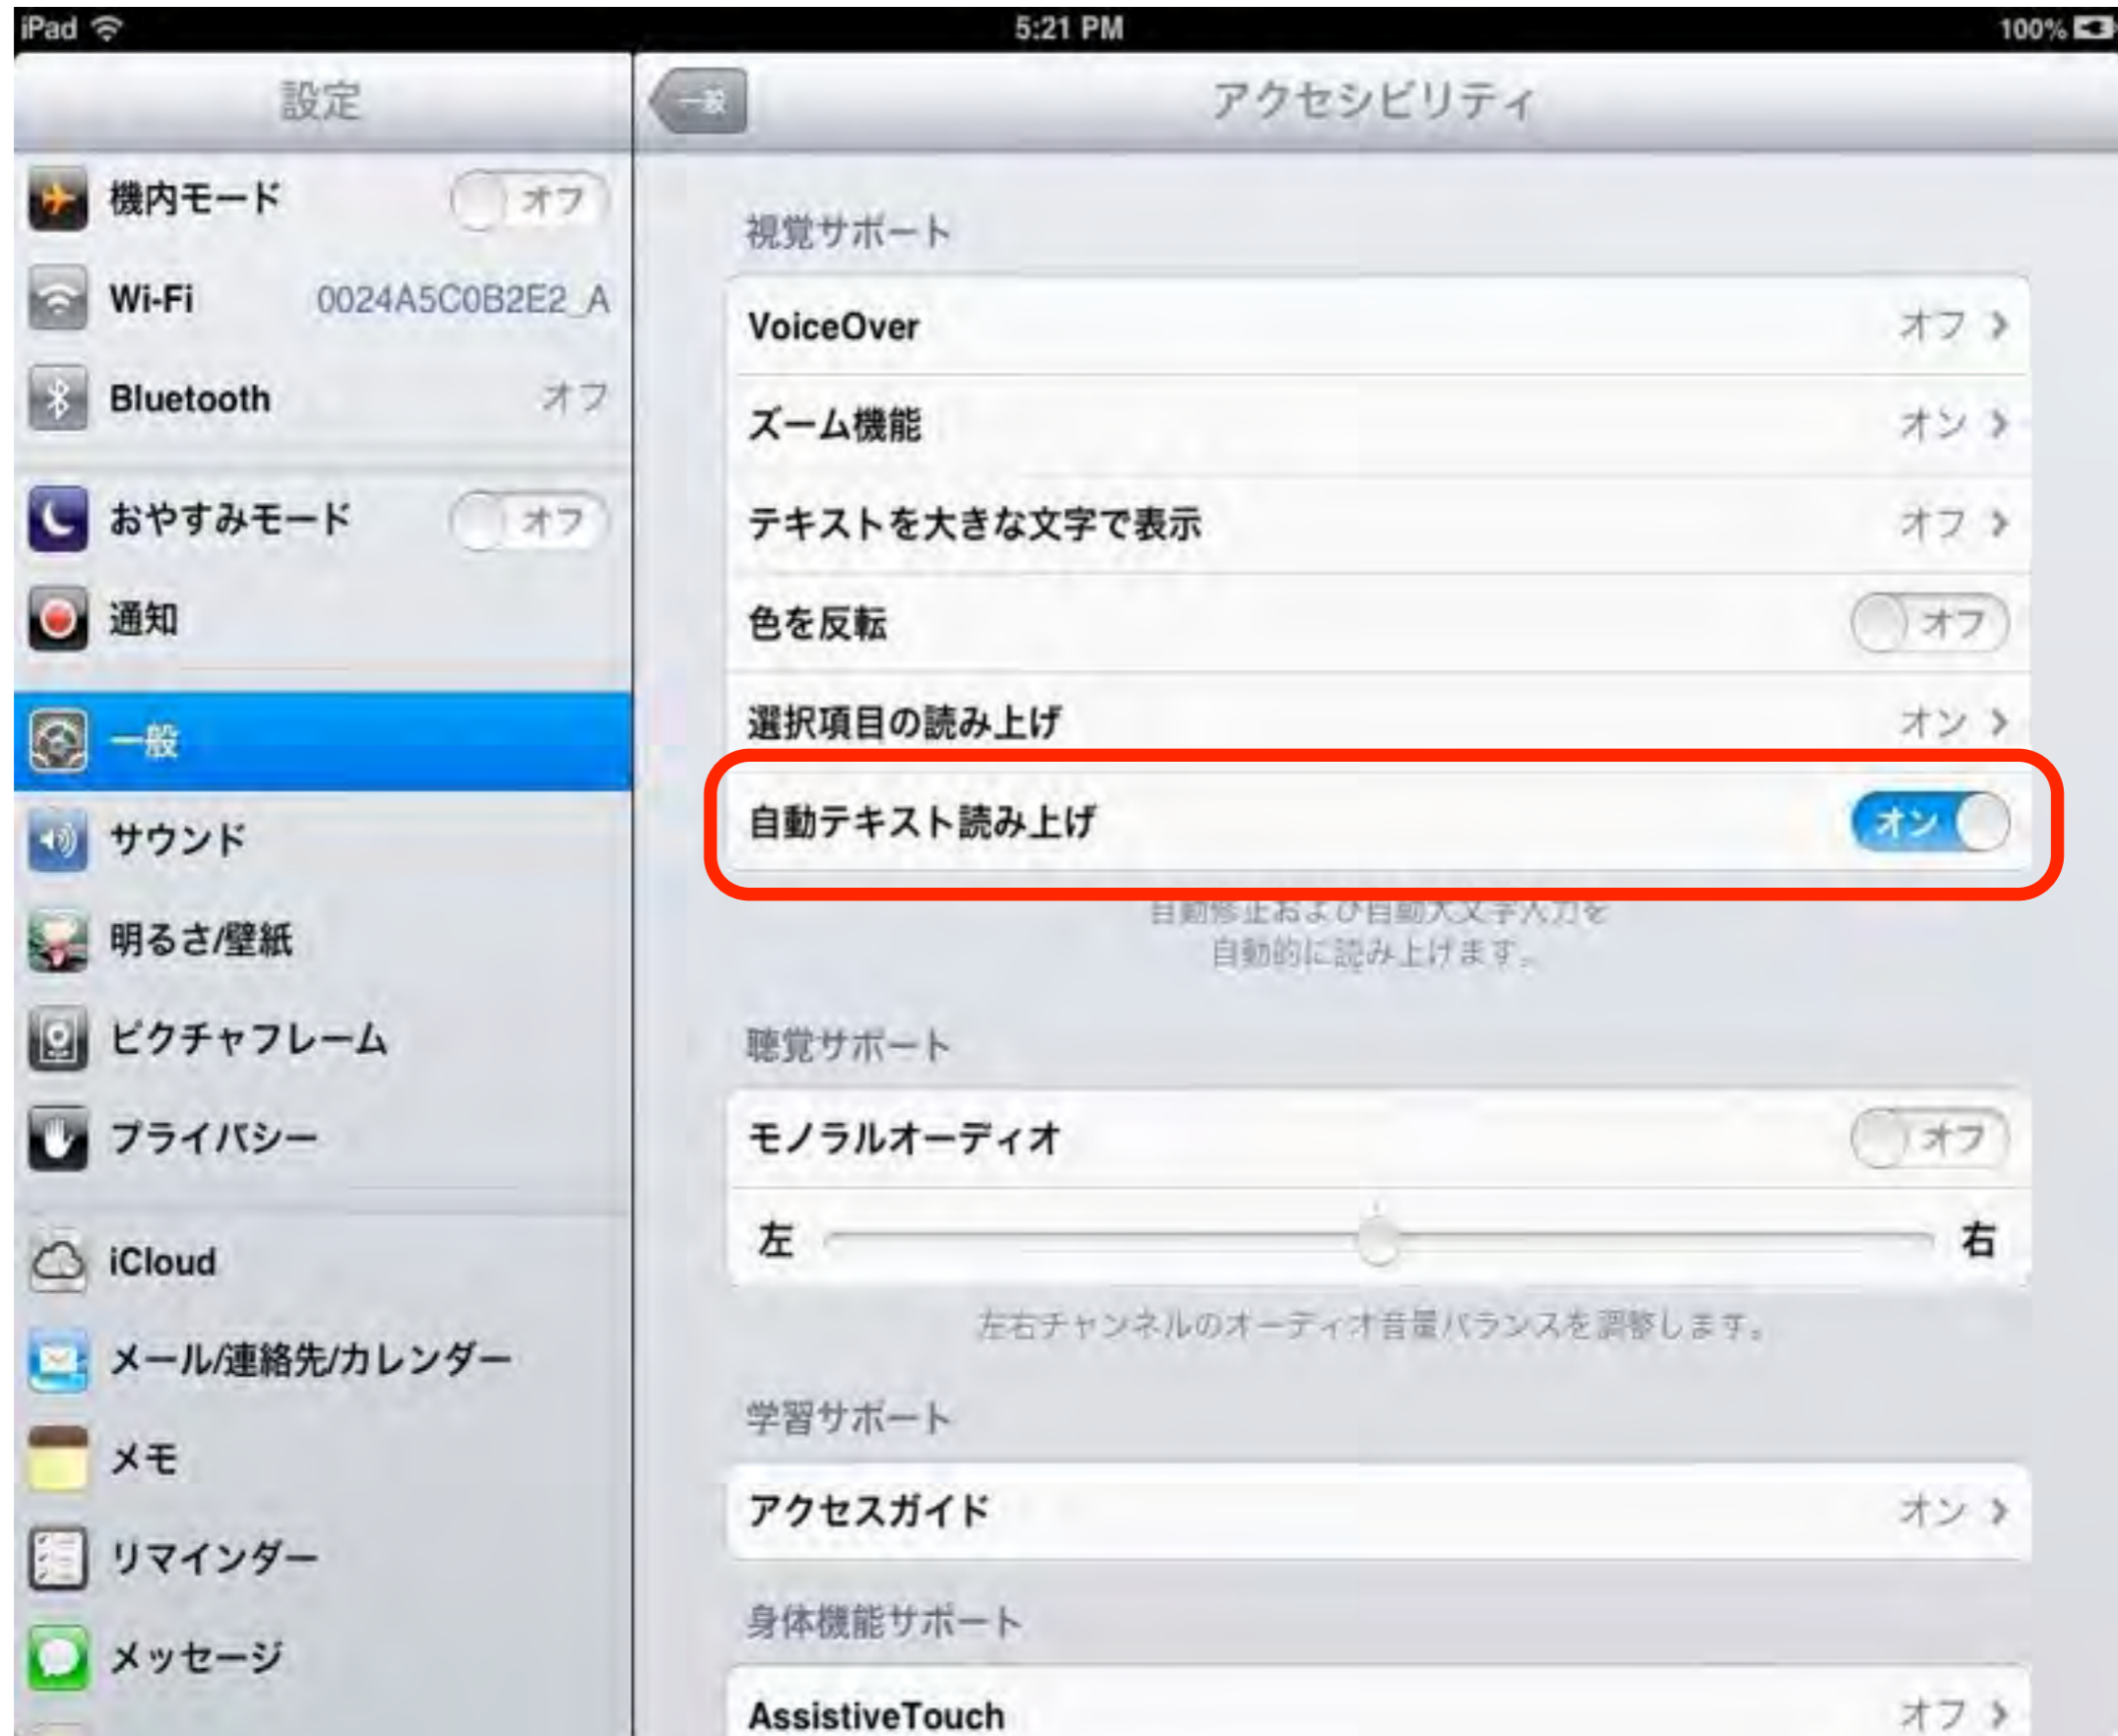 iPad
5:21 PM
100%
設定
機内モード オフ
Wi-Fi 0024A5C0B2E2_A
Bluetooth オフ
おやすみモード オフ
通知
一般
サウンド
明るさ/壁紙
ピクチャフレーム
プライバシー
iCloud
メール/連絡先/カレンダー
メモ
リマインダー
メッセージ
一般
アクセシビリティ
視覚サポート
VoiceOver オフ
ズーム機能 オン
テキストを大きな文字で表示 オフ
色を反転 オフ
選択項目の読み上げ オン
自動テキスト読み上げ オン
自動修正および自動大文字入力を
自動的に読み上げます。
聴覚サポート
モノラルオーディオ オフ
左 右
左右チャンネルのオーディオ音量バランスを調整します。
学習サポート
アクセスガイド オン
身体機能サポート
AssistiveTouch オフ